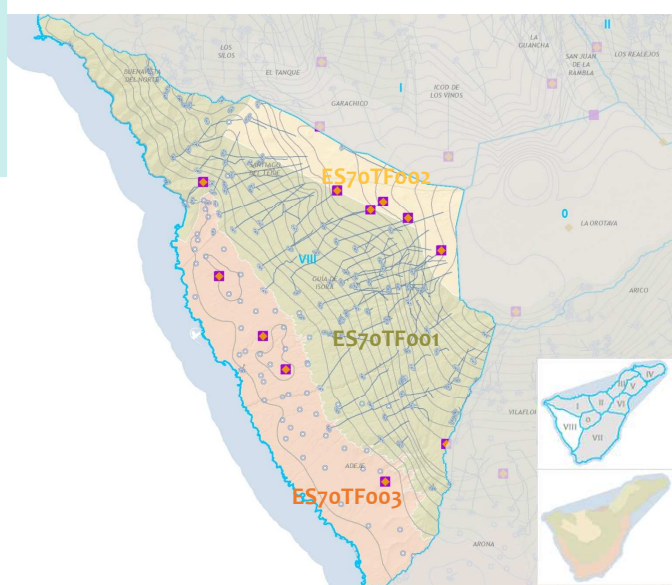 II
LOS
SILOS
LA
GUANCHA
SAN JUAN
DE LA
RAMBLA
LOS REALEJOS
BUENAVISTA
DEL NORTE
EL TANQUE
I
ICOD DE
LOS VINOS
GARACHICO
SANTIAGO
DEL TEIDE
ES70TF002
0
LA OROTAVA
VIII
GUÍA DE
ISORA
ARICO
ES70TF001
IV
III
V
I
II
VI
0
VIII
VII
VILAFLOR
ADEJE
ES70TF003
ARONA